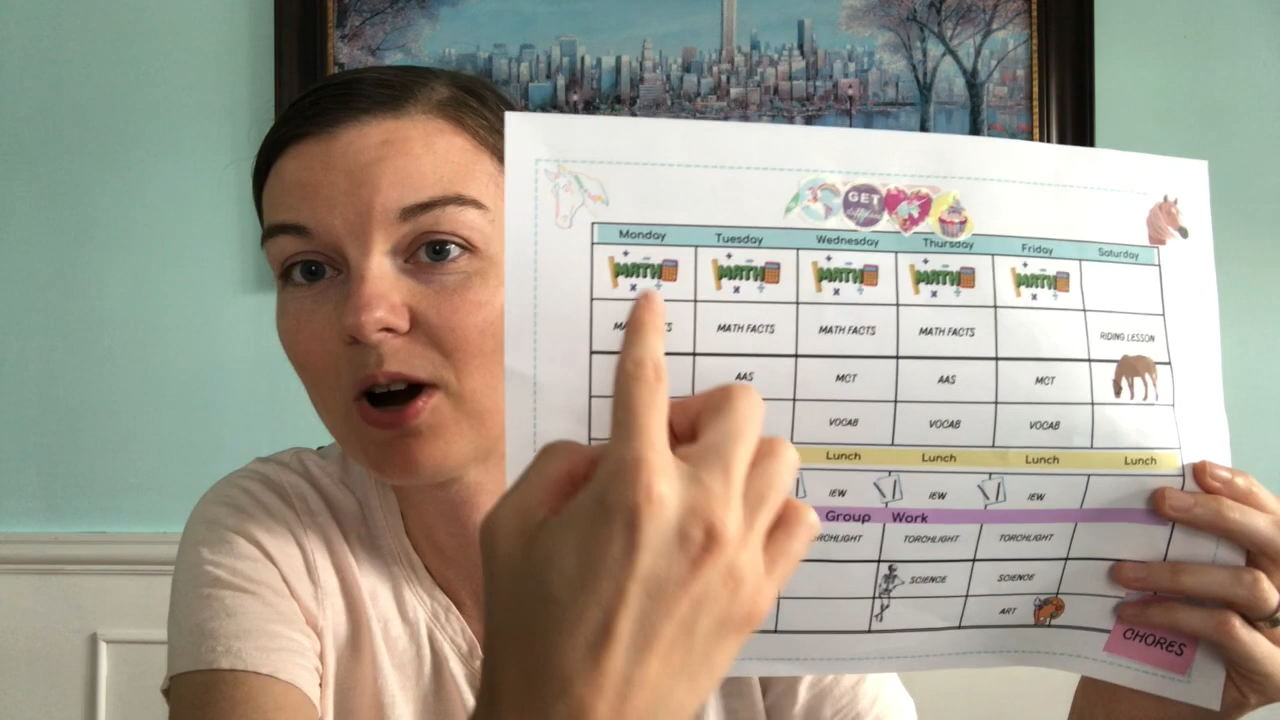 GET
Monday Tuesday Wednesday Thursday Friday Saturday
MATH MATH MATH MATH MATH
MATH FACTS MATH FACTS MATH FACTS RIDING LESSON
AAS MCT AAS MCT
VOCAB VOCAB VOCAB
Lunch Lunch Lunch Lunch
IEW IEW IEW
Group Work
TORCHLIGHT TORCHLIGHT
SCIENCE SCIENCE
ART
CHORES